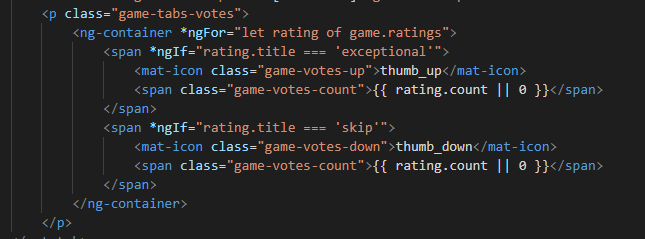 <p class="game-tabs-votes">
<ng-container *ngFor="let rating of game.ratings">
<span *ngIf="rating.title === 'exceptional'">
<mat-icon class="game-votes-up">thumb_up</mat-icon>
<span class="game-votes-count">{{ rating.count || 0 }}</span>
</span>
<span *ngIf="rating.title === 'skip'">
<mat-icon class="game-votes-down">thumb_down</mat-icon>
<span class="game-votes-count">{{ rating.count || 0 }}</span>
</span>
</ng-container>
</p>